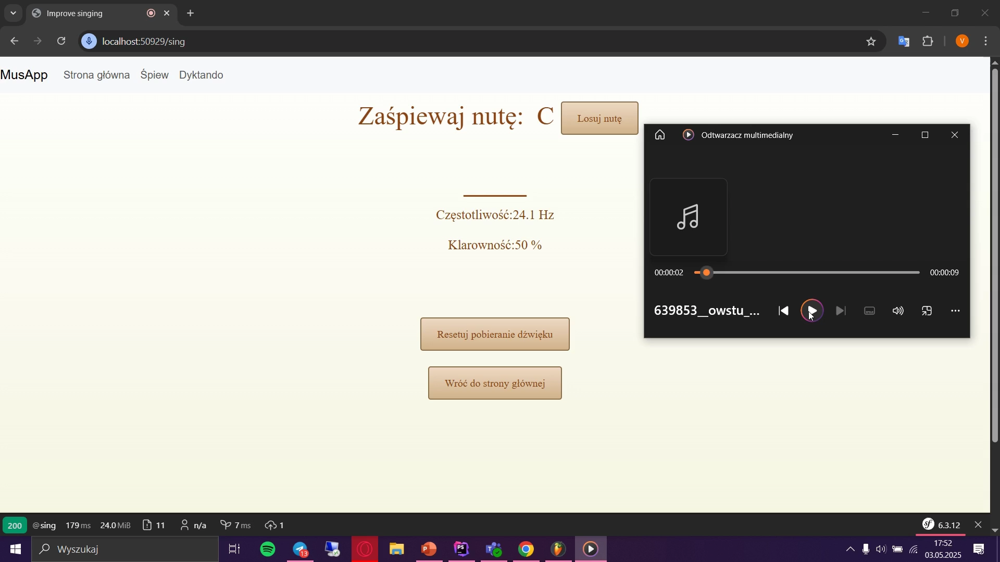 Improve singing
localhost:50929/sing
V
MusApp Strona główna Śpiew Dyktando
Zaśpiewaj nutę: C Losuj nutę
Odtwarzacz multimedialny
Częstotliwość:24.1 Hz
Klarowność:50 %
00:00:02 00:00:09
639853__owstu_...
Resetuj pobieranie dźwięku
Wróć do strony głównej
200 @sing 179 ms 24.0 MiB 11 n/a 7 ms 1 sf 6.3.12
Wyszukaj
13
P
PS
T
17:52
03.05.2025